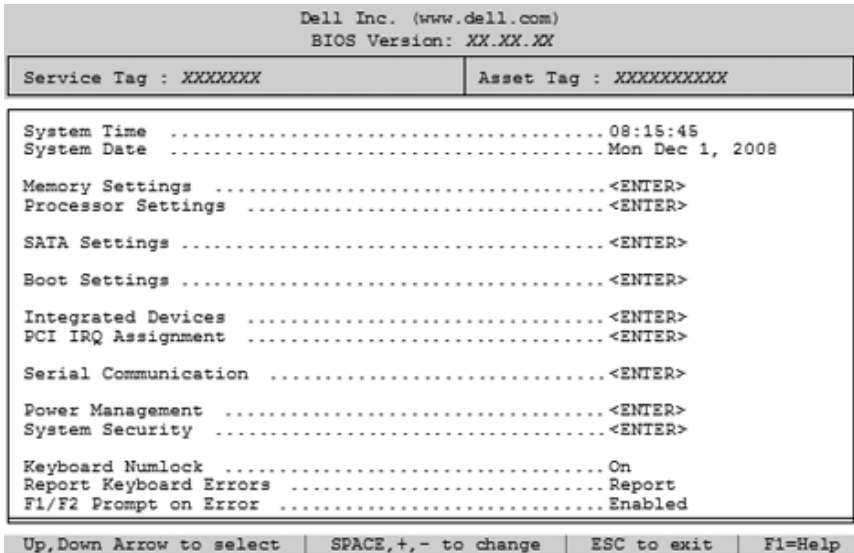 Dell Inc. (www.dell.com)
BIOS Version: XX.XX.XX
Service Tag : XXXXXXX Asset Tag : XXXXXXXXXX
System Time ....................................... 08:15:45
System Date ....................................... Mon Dec 1, 2008
Memory Settings ................................... <ENTER>
Processor Settings ................................ <ENTER>
SATA Settings ...................................... <ENTER>
Boot Settings ...................................... <ENTER>
Integrated Devices ................................ <ENTER>
PCI IRQ Assignment ................................ <ENTER>
Serial Communication .............................. <ENTER>
Power Management .................................. <ENTER>
System Security ................................... <ENTER>
Keyboard Numlock .................................. On
Report Keyboard Errors ............................ Report
F1/F2 Prompt on Error ............................. Enabled
Up,Down Arrow to select | SPACE,+,- to change | ESC to exit | F1=Help